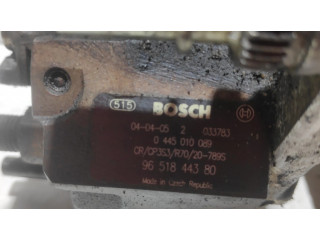 515 BOSCH
04-04-05 2 033783
0 445 010 089
CP/CP3S3/R70/20-789S
96 518 443 80
Made in Czech Republic